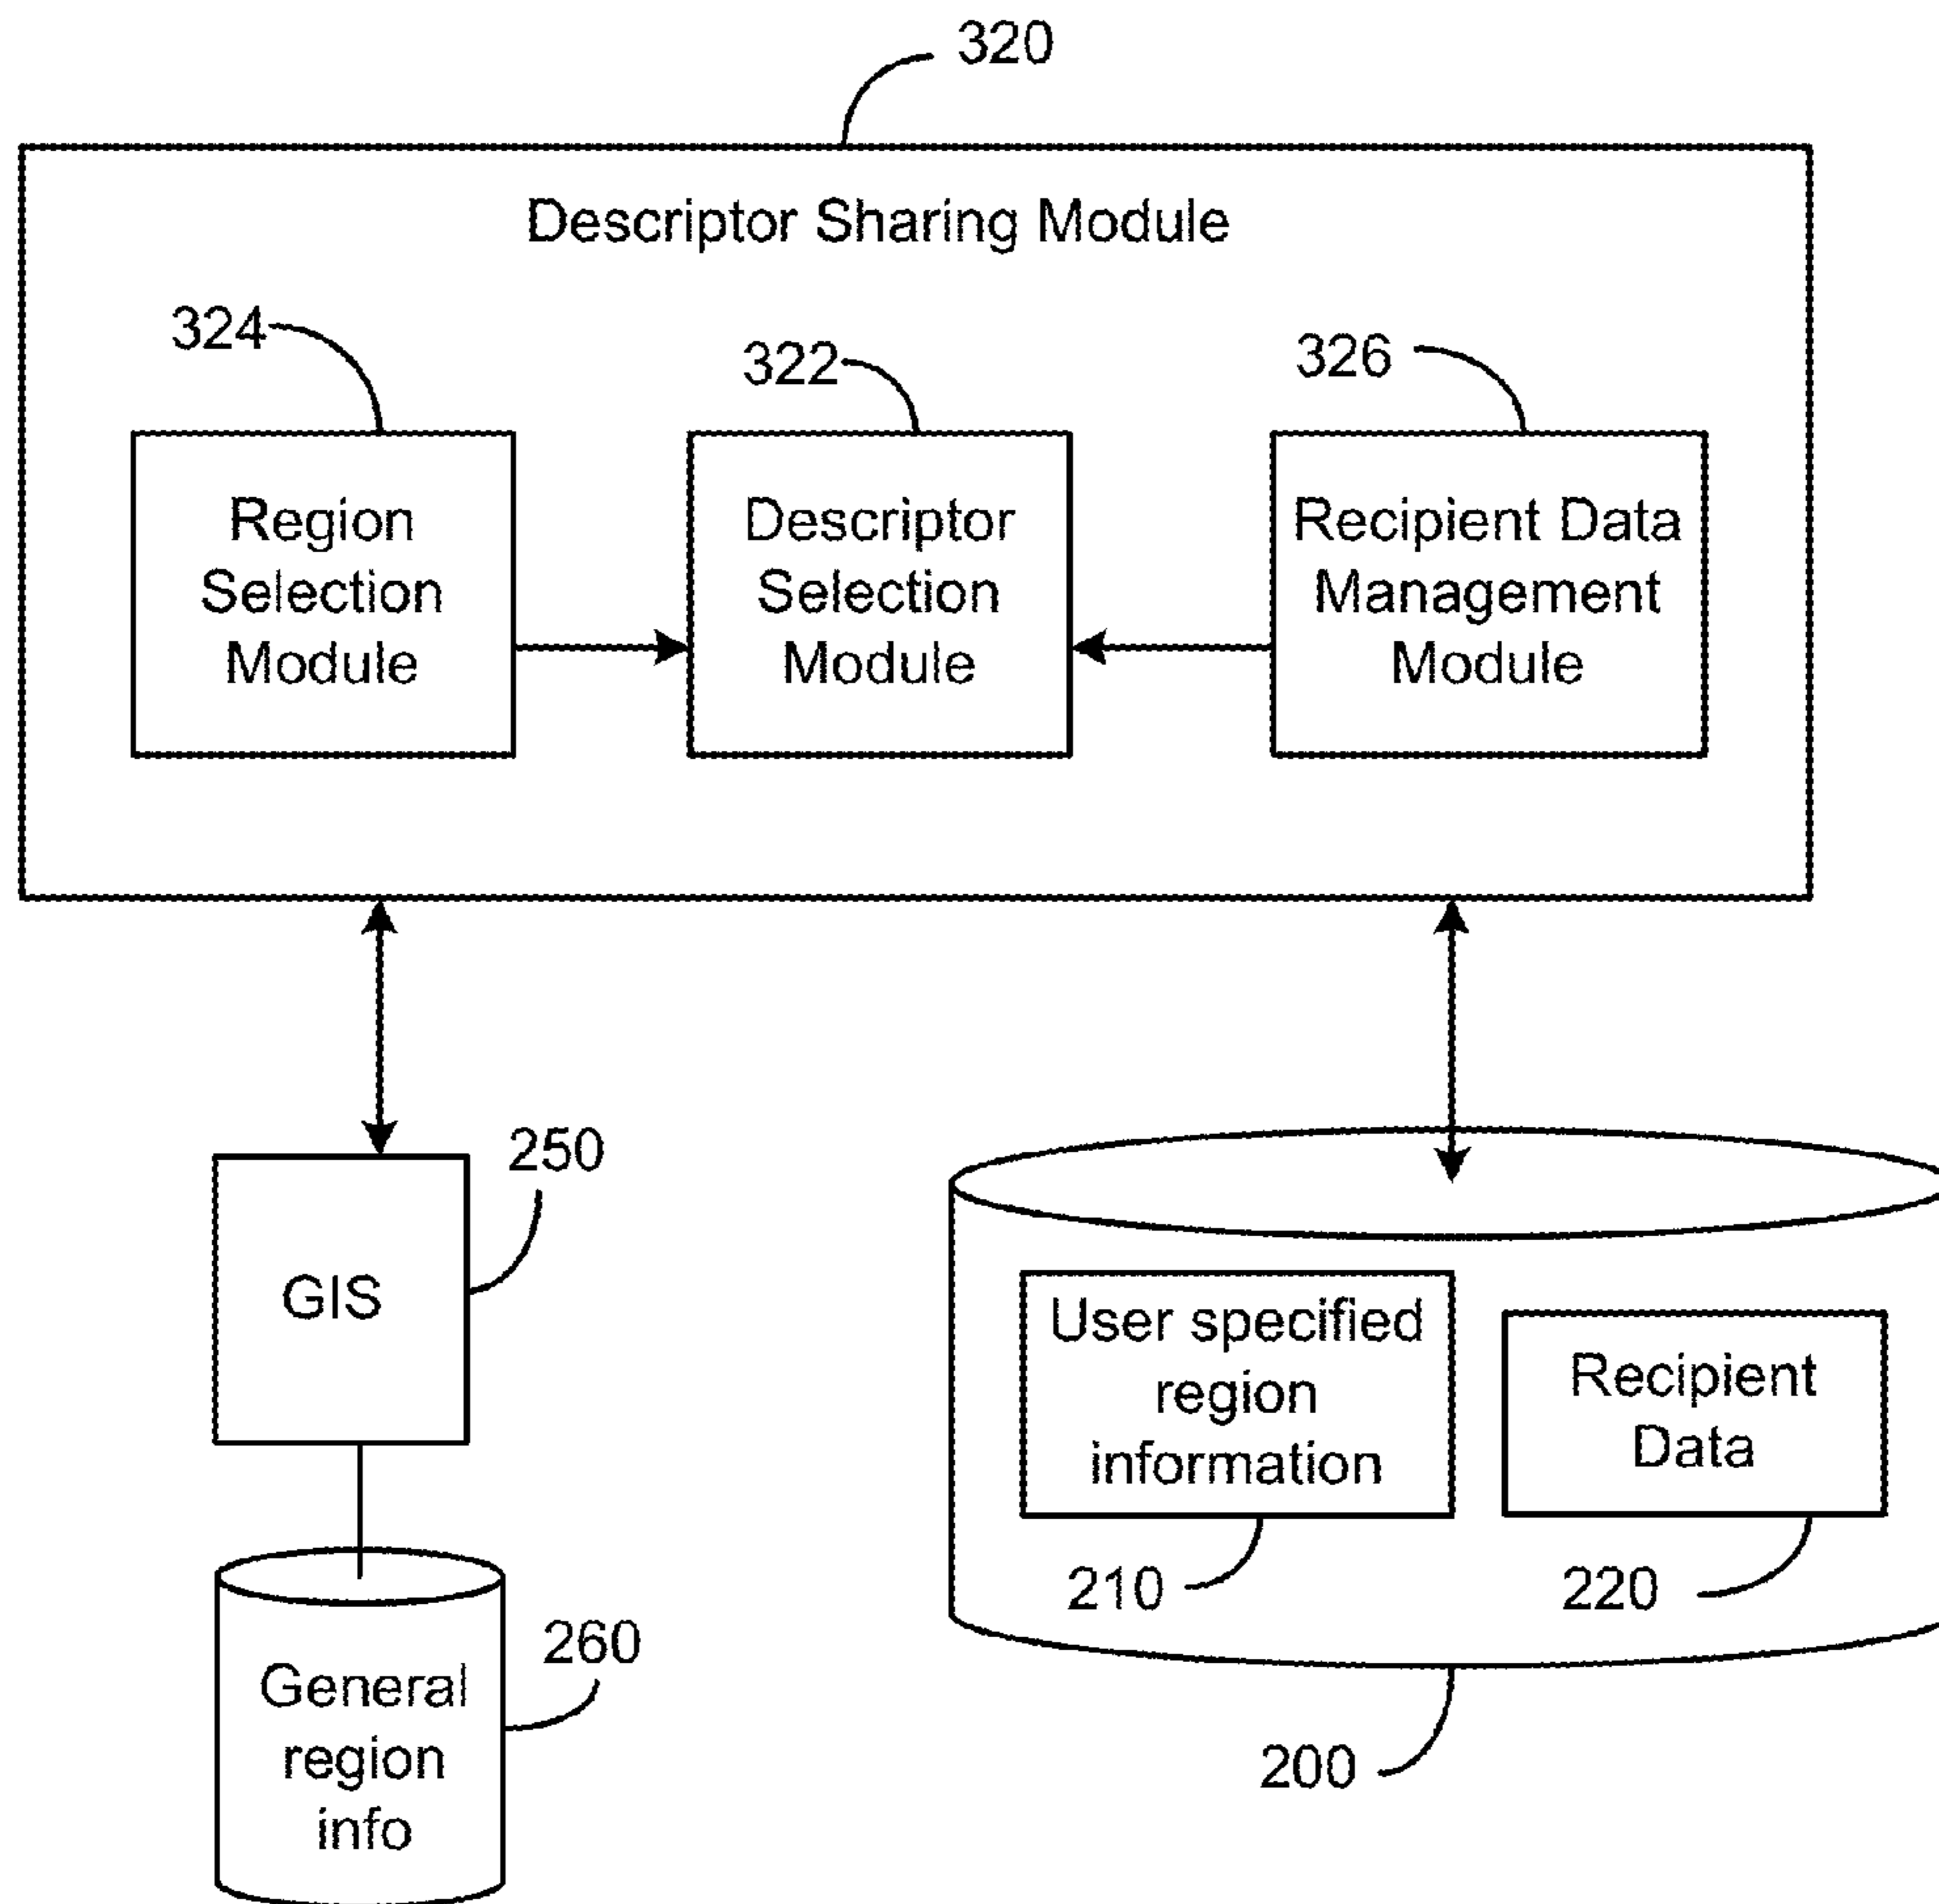 320
Descriptor Sharing Module
324
322
326
Region
Selection
Module
Descriptor
Selection
Module
Recipient Data
Management
Module
250
GIS
User specified
region
information
Recipient
Data
210
220
260
General
region
info
200